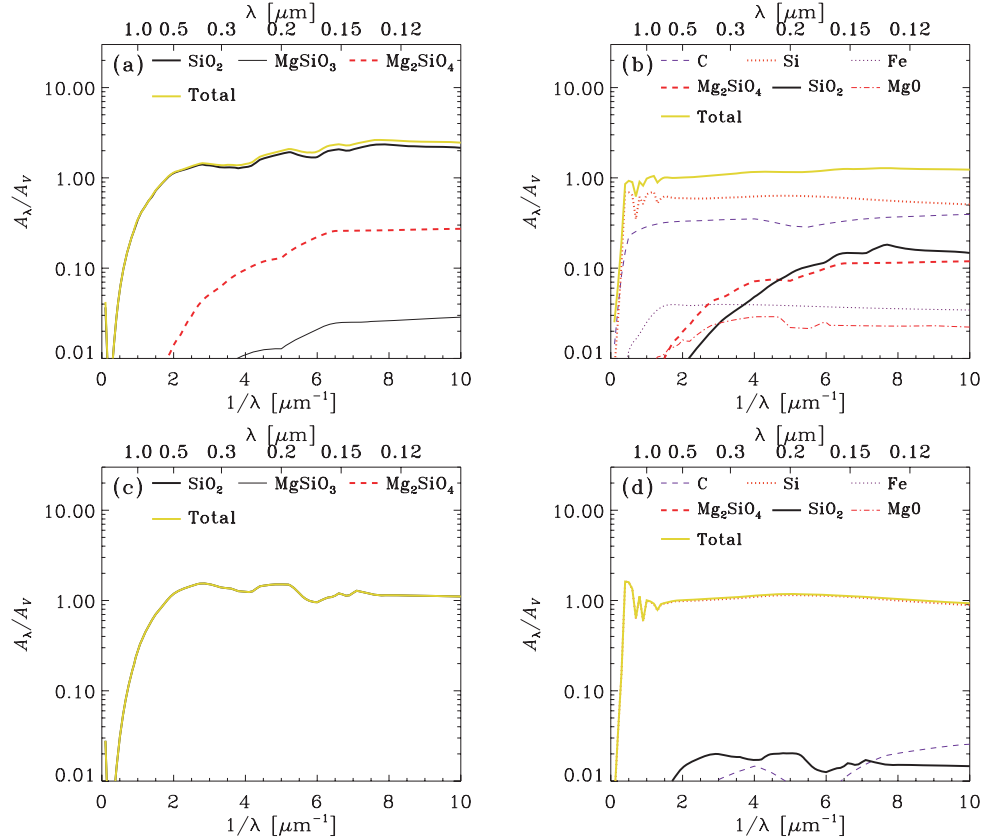 λ [μm] λ [μm]
1.0 0.5 0.3 0.2 0.15 0.12 1.0 0.5 0.3 0.2 0.15 0.12
(a) SiO₂ MgSiO₃ Mg₂SiO₄ (b) C Si Fe
Total Mg₂SiO₄ SiO₂ MgO
Total
10.00 10.00
1.00 1.00
0.10 0.10
0.01 0.01
A_λ/A_V A_λ/A_V
0 2 4 6 8 10 0 2 4 6 8 10
1/λ [μm⁻¹] 1/λ [μm⁻¹]
λ [μm] λ [μm]
1.0 0.5 0.3 0.2 0.15 0.12 1.0 0.5 0.3 0.2 0.15 0.12
(c) SiO₂ MgSiO₃ Mg₂SiO₄ (d) C Si Fe
Total Mg₂SiO₄ SiO₂ MgO
Total
10.00 10.00
1.00 1.00
0.10 0.10
0.01 0.01
A_λ/A_V A_λ/A_V
0 2 4 6 8 10 0 2 4 6 8 10
1/λ [μm⁻¹] 1/λ [μm⁻¹]